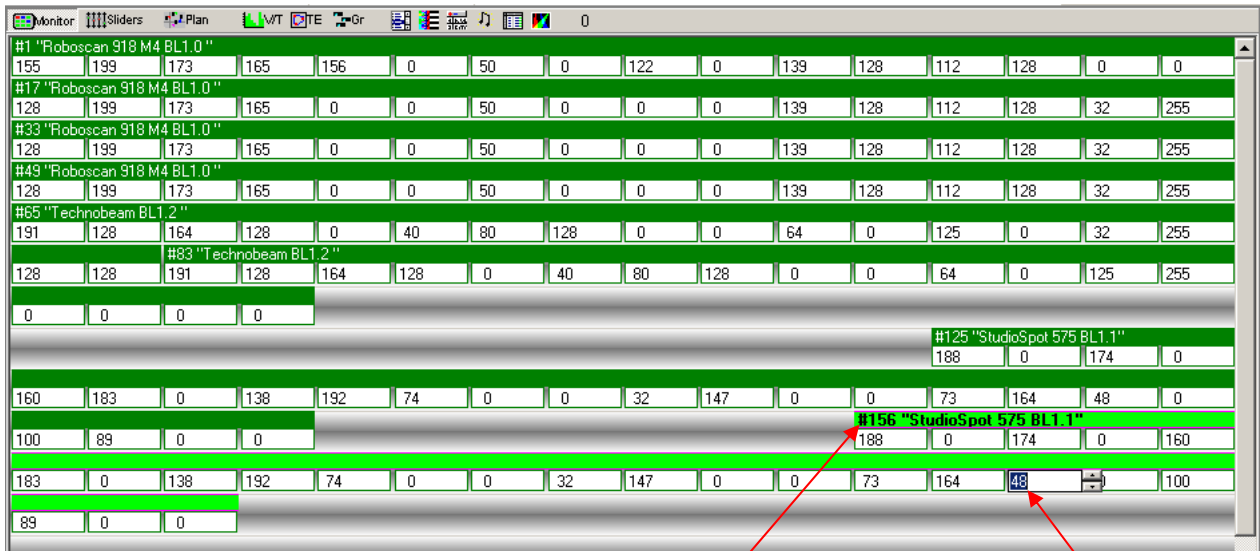 Monitor Sliders Plan V/T TE Gr 0
#1 "Roboscan 918 M4 BL1.0 "
155 199 173 165 156 0 50 0 122 0 139 128 112 128 0 0
#17 "Roboscan 918 M4 BL1.0 "
128 199 173 165 0 0 50 0 0 0 139 128 112 128 32 255
#33 "Roboscan 918 M4 BL1.0 "
128 199 173 165 0 0 50 0 0 0 139 128 112 128 32 255
#49 "Roboscan 918 M4 BL1.0 "
128 199 173 165 0 0 50 0 0 0 139 128 112 128 32 255
#65 "Technobeam BL1.2 "
191 128 164 128 0 40 80 128 0 0 64 0 125 0 32 255
#83 "Technobeam BL1.2 "
128 128 191 128 164 128 0 40 80 128 0 0 64 0 125 255
0 0 0 0
#125 "StudioSpot 575 BL1.1"
188 0 174 0
160 183 0 138 192 74 0 0 32 147 0 0 73 164 48 0
#156 "StudioSpot 575 BL1.1"
100 89 0 0 188 0 174 0 160
183 0 138 192 74 0 0 32 147 0 0 73 164 48 100
89 0 0